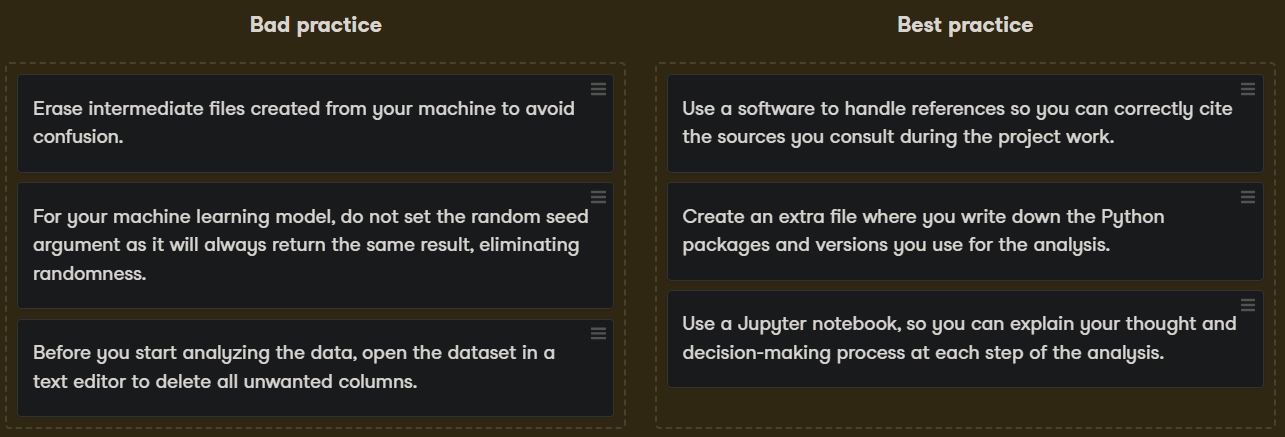 Bad practice
Erase intermediate files created from your machine to avoid
confusion.
For your machine learning model, do not set the random seed
argument as it will always return the same result, eliminating
randomness.
Before you start analyzing the data, open the dataset in a
text editor to delete all unwanted columns.
Best practice
Use a software to handle references so you can correctly cite
the sources you consult during the project work.
Create an extra file where you write down the Python
packages and versions you use for the analysis.
Use a Jupyter notebook, so you can explain your thought and
decision-making process at each step of the analysis.